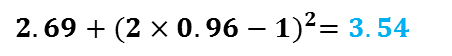 2.69 + (2 × 0.96 − 1)²= 3.54